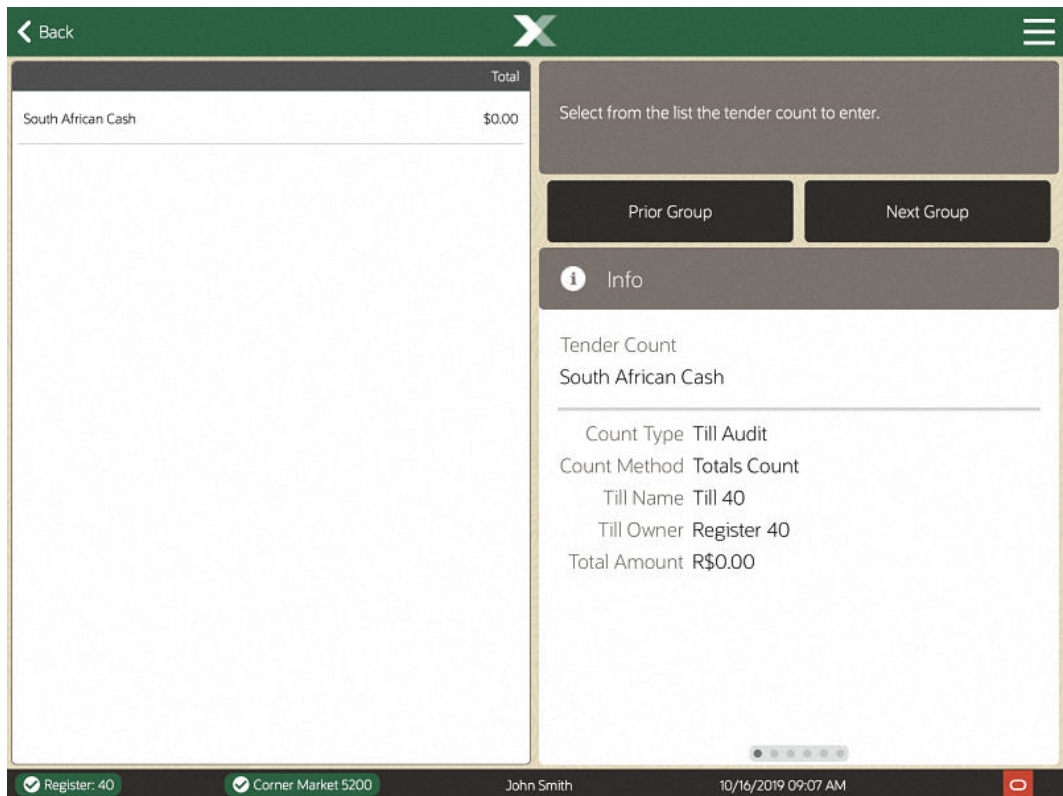 Back
Total
South African Cash $0.00
Select from the list the tender count to enter.
Prior Group Next Group
Info
Tender Count
South African Cash
Count Type Till Audit
Count Method Totals Count
Till Name Till 40
Till Owner Register 40
Total Amount R$0.00
Register: 40 Corner Market 5200 John Smith 10/16/2019 09:07 AM